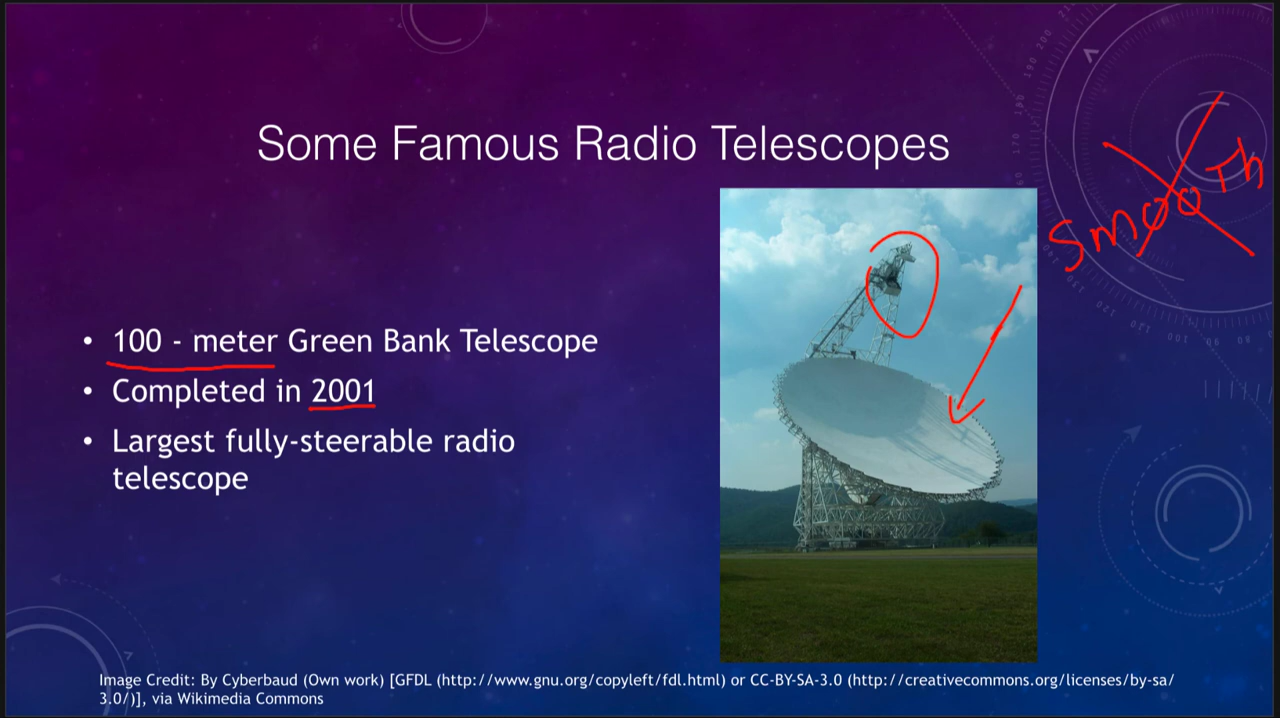 Some Famous Radio Telescopes
SmooTh
• 100 - meter Green Bank Telescope
• Completed in 2001
• Largest fully-steerable radio
telescope
Image Credit: By Cyberbaud (Own work) [GFDL (http://www.gnu.org/copyleft/fdl.html) or CC-BY-SA-3.0 (http://creativecommons.org/licenses/by-sa/
3.0/)], via Wikimedia Commons